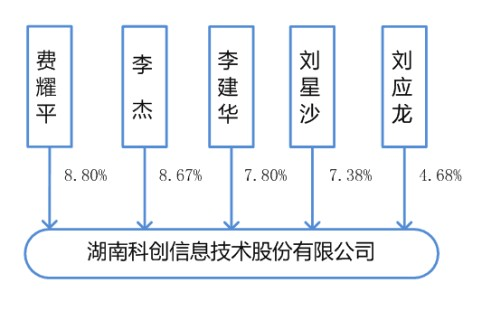 费耀平
李杰
李建华
刘星沙
刘应龙
8.80%
8.67%
7.80%
7.38%
4.68%
湖南科创信息技术股份有限公司